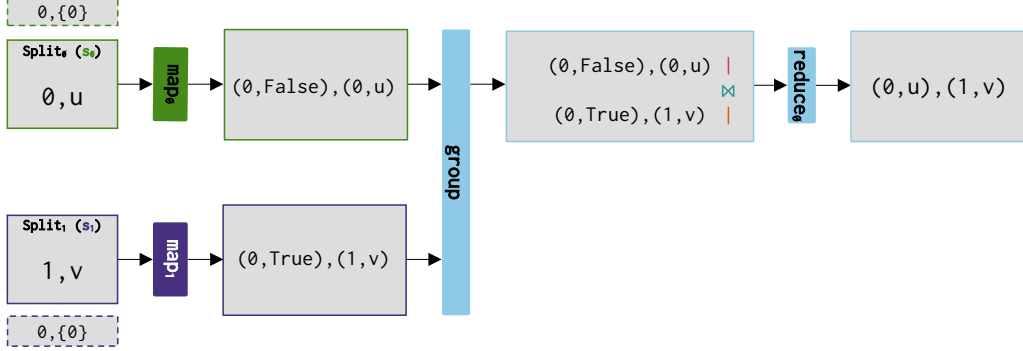 0,{0}
Split₀ (s₀)
0,u
map₀
(0,False),(0,u)
group
(0,False),(0,u) |
⋈
(0,True),(1,v) |
reduce₀
(0,u),(1,v)
Split₁ (s₁)
1,v
map₁
(0,True),(1,v)
0,{0}